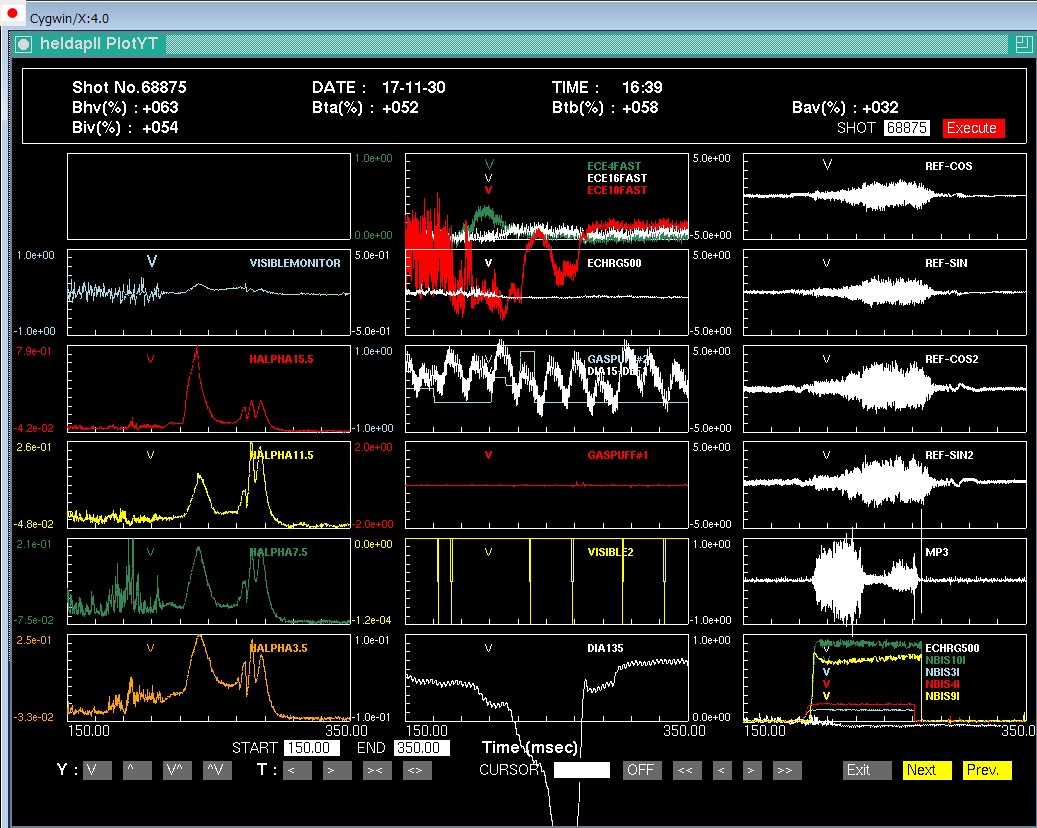 Cygwin/X:4.0
heldapll PlotYT
Shot No.68875 DATE : 17-11-30 TIME : 16:39
Bhv(%) : +063 Bta(%) : +052 Btb(%) : +058 Bav(%) : +032
Biv(%) : +054 SHOT 68875 Execute
1.0e+00
0.0e+00
V
V
V
ECE4FAST
ECE16FAST
ECE10FAST
5.0e+00
-5.0e+00
V REF-COS
1.0e+00
-1.0e+00
V VISIBLEMONITOR
5.0e-01
-5.0e-01
V ECHRG500
5.0e+00
-5.0e+00
V REF-SIN
7.9e-01
-4.2e-02
V HALPHA15.5
1.0e+00
-1.0e+00
V GASPUFF#2
5.0e+00
-5.0e+00
V REF-COS2
2.6e-01
-4.8e-02
V HALPHA11.5
2.0e+00
-2.0e+00
V GASPUFF#1
5.0e+00
-5.0e+00
V REF-SIN2
2.1e-01
-7.5e-02
V HALPHA7.5
0.0e+00
-1.2e-04
V VISIBLE2
1.0e+00
-1.0e+00
MP3
2.5e-01
-3.3e-02
V HALPHA3.5
1.0e-01
-1.0e-01
V DIA135
1.0e+00
0.0e+00
V
V
V
V
ECHRG500
NBIS10I
NBIS3I
NBIS4I
NBIS9I
150.00 350.00 150.00 350.00 150.00 350.0
START 150.00 END 350.00 Time (msec)
Y : V ^ V^ ^V T : < > >< <> CURSOR OFF << < > >> Exit Next Prev.